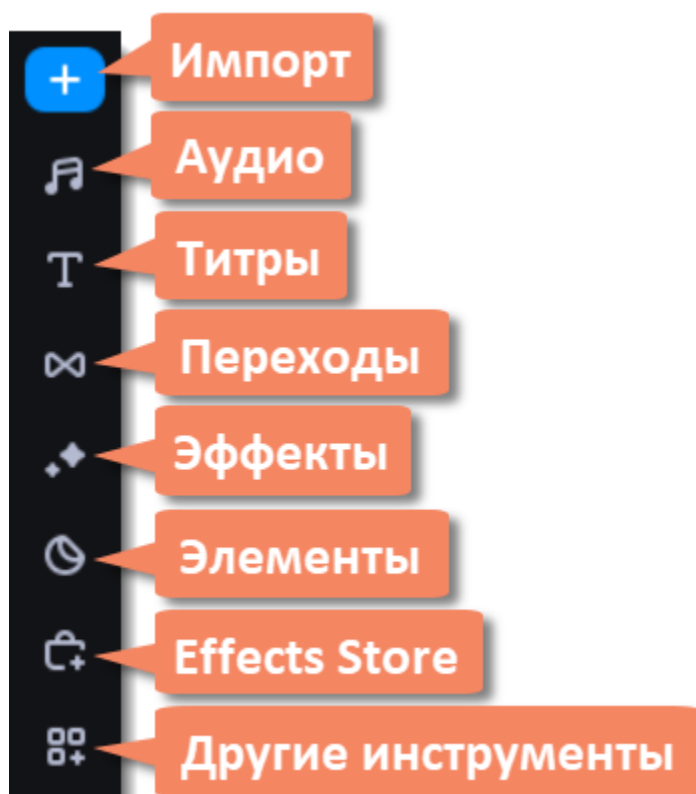 Импорт
Аудио
Титры
Переходы
Эффекты
Элементы
Effects Store
Другие инструменты